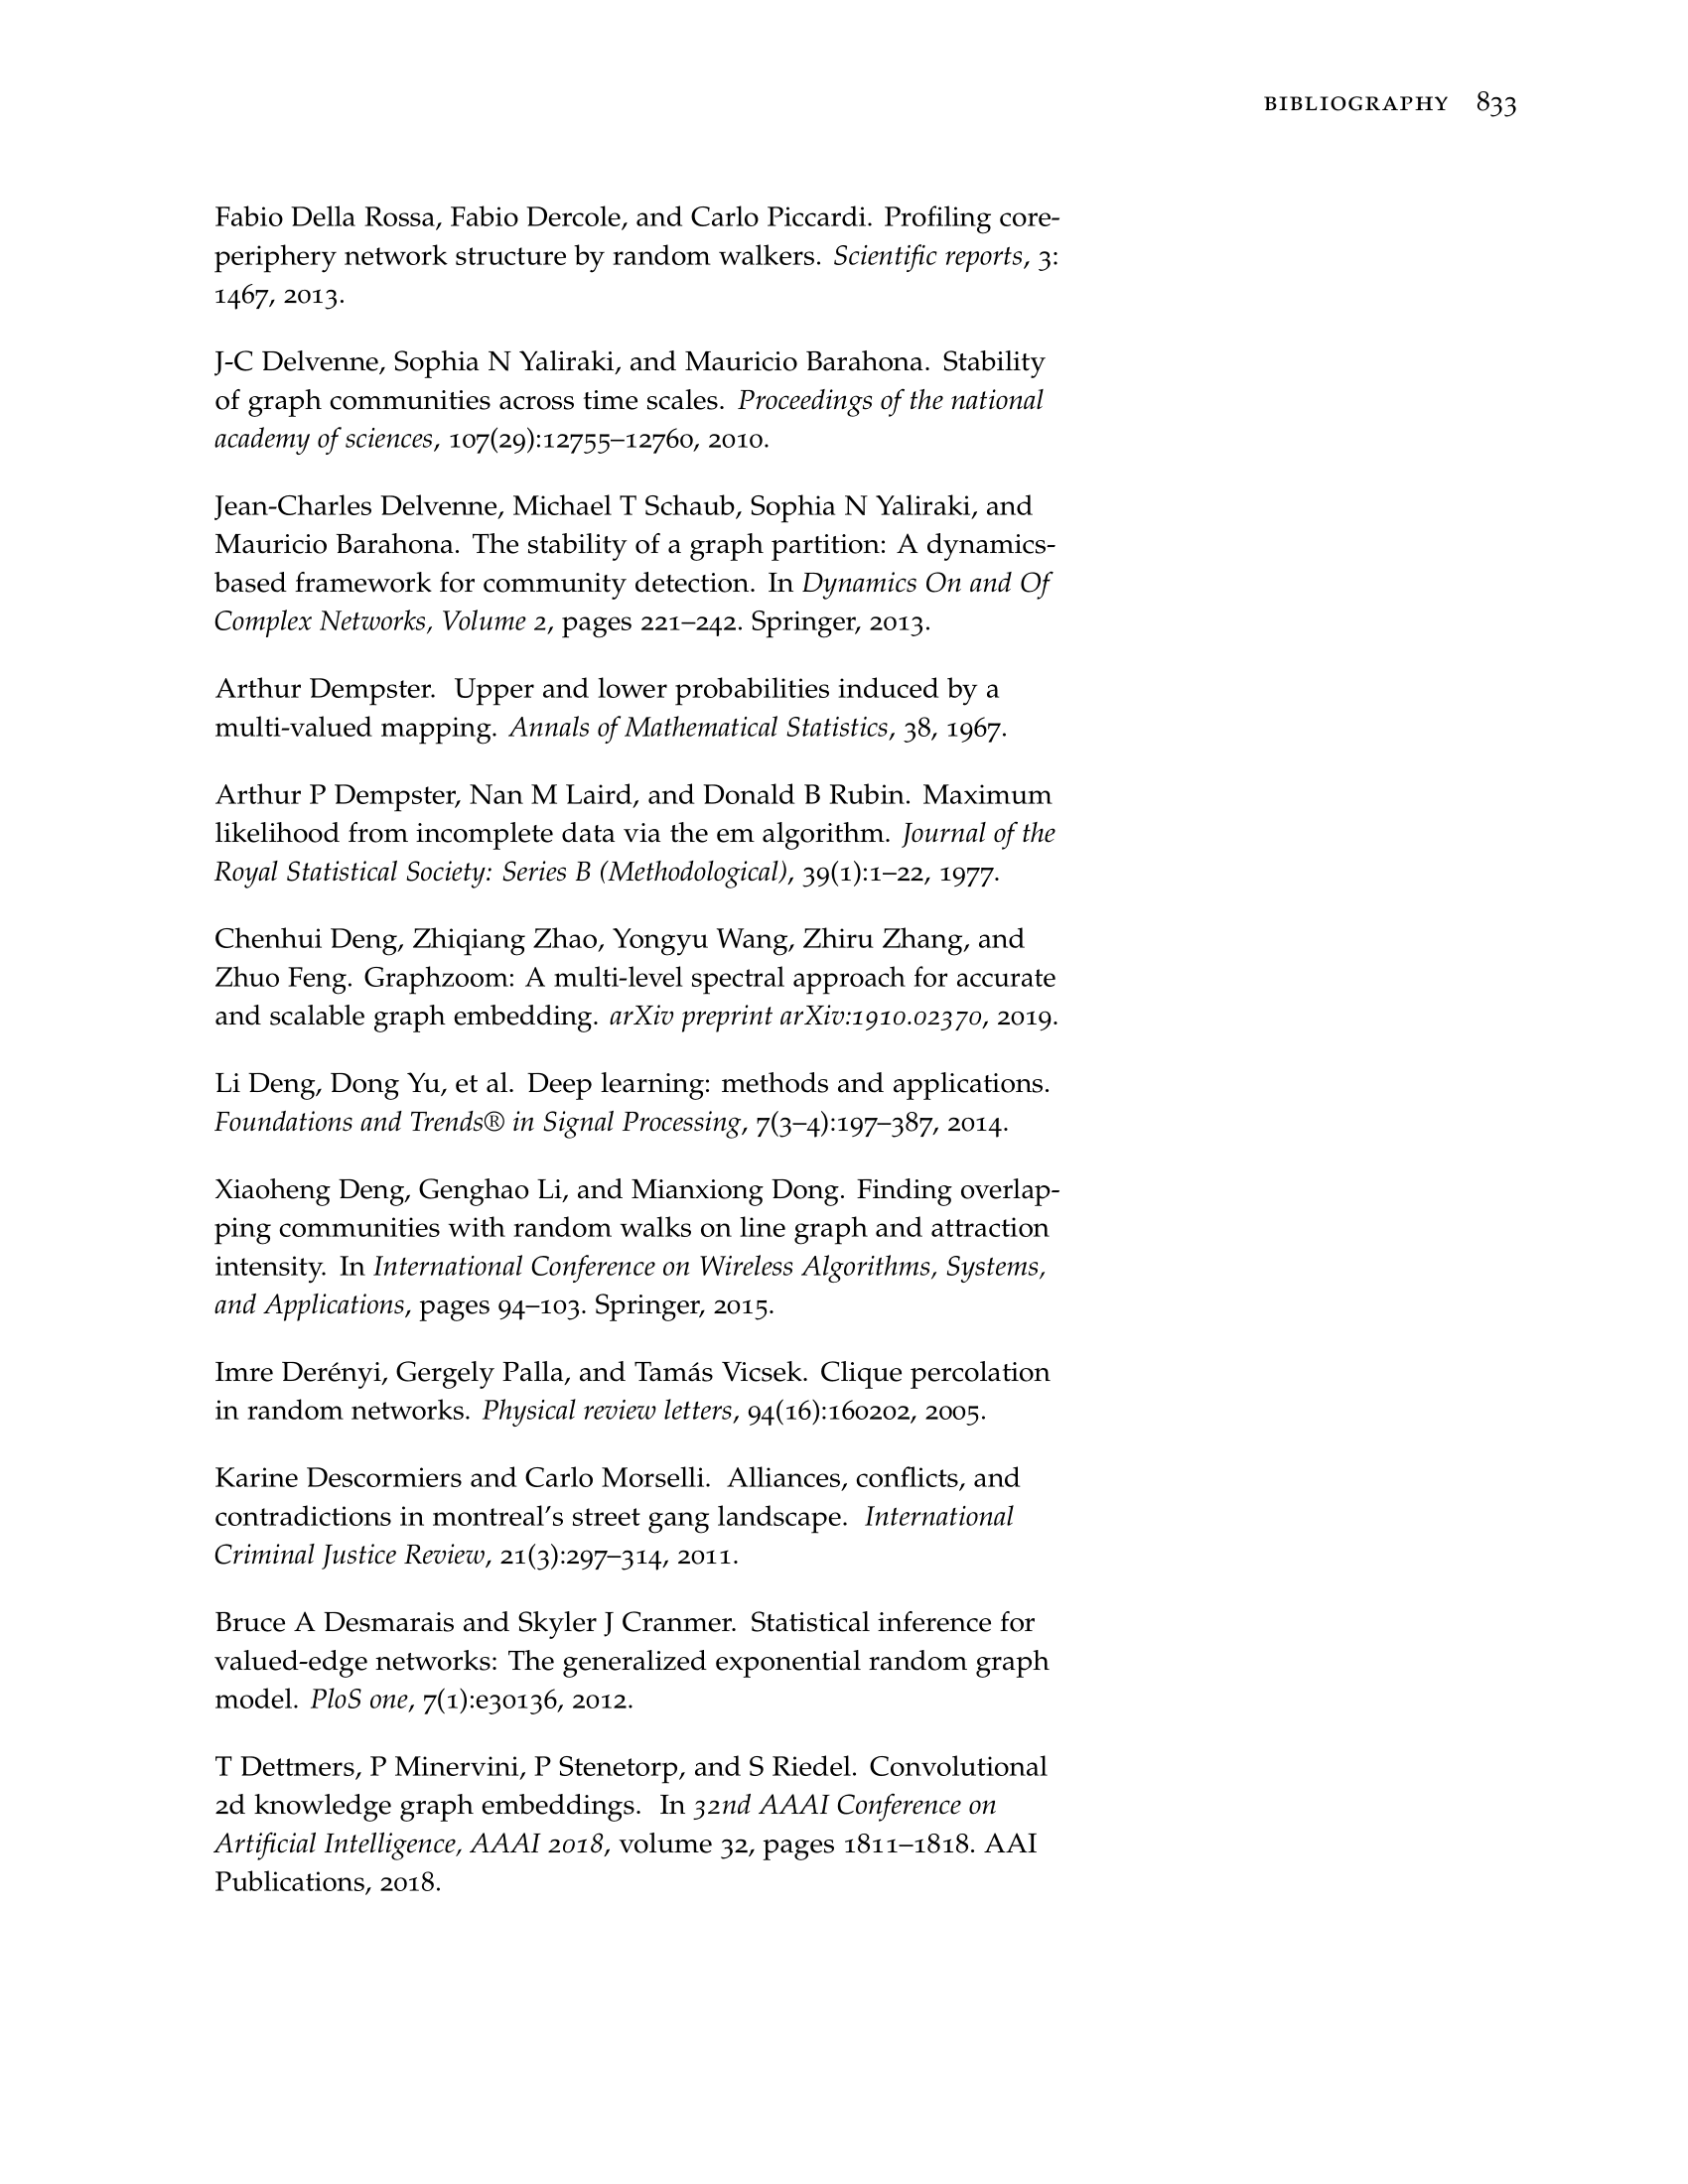 BIBLIOGRAPHY 833
Fabio Della Rossa, Fabio Dercole, and Carlo Piccardi. Profiling core-
periphery network structure by random walkers. Scientific reports, 3:
1467, 2013.
J-C Delvenne, Sophia N Yaliraki, and Mauricio Barahona. Stability
of graph communities across time scales. Proceedings of the national
academy of sciences, 107(29):12755–12760, 2010.
Jean-Charles Delvenne, Michael T Schaub, Sophia N Yaliraki, and
Mauricio Barahona. The stability of a graph partition: A dynamics-
based framework for community detection. In Dynamics On and Of
Complex Networks, Volume 2, pages 221–242. Springer, 2013.
Arthur Dempster. Upper and lower probabilities induced by a
multi-valued mapping. Annals of Mathematical Statistics, 38, 1967.
Arthur P Dempster, Nan M Laird, and Donald B Rubin. Maximum
likelihood from incomplete data via the em algorithm. Journal of the
Royal Statistical Society: Series B (Methodological), 39(1):1–22, 1977.
Chenhui Deng, Zhiqiang Zhao, Yongyu Wang, Zhiru Zhang, and
Zhuo Feng. Graphzoom: A multi-level spectral approach for accurate
and scalable graph embedding. arXiv preprint arXiv:1910.02370, 2019.
Li Deng, Dong Yu, et al. Deep learning: methods and applications.
Foundations and Trends® in Signal Processing, 7(3–4):197–387, 2014.
Xiaoheng Deng, Genghao Li, and Mianxiong Dong. Finding overlap-
ping communities with random walks on line graph and attraction
intensity. In International Conference on Wireless Algorithms, Systems,
and Applications, pages 94–103. Springer, 2015.
Imre Derényi, Gergely Palla, and Tamás Vicsek. Clique percolation
in random networks. Physical review letters, 94(16):160202, 2005.
Karine Descormiers and Carlo Morselli. Alliances, conflicts, and
contradictions in montreal's street gang landscape. International
Criminal Justice Review, 21(3):297–314, 2011.
Bruce A Desmarais and Skyler J Cranmer. Statistical inference for
valued-edge networks: The generalized exponential random graph
model. PloS one, 7(1):e30136, 2012.
T Dettmers, P Minervini, P Stenetorp, and S Riedel. Convolutional
2d knowledge graph embeddings. In 32nd AAAI Conference on
Artificial Intelligence, AAAI 2018, volume 32, pages 1811–1818. AAI
Publications, 2018.